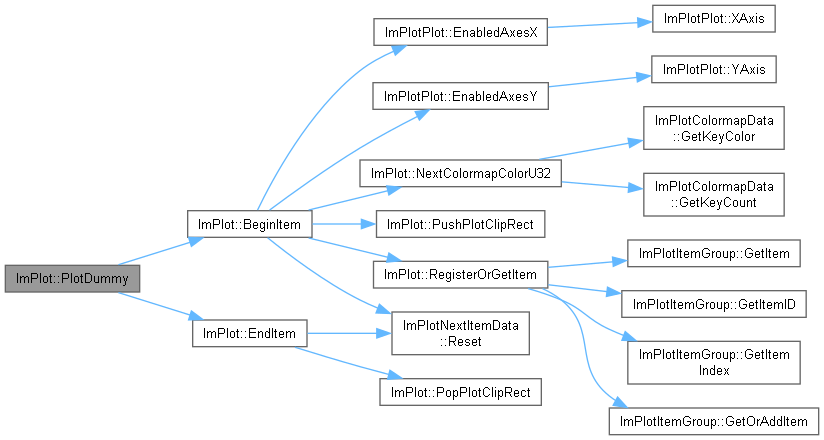 ImPlot::PlotDummy
ImPlot::BeginItem
ImPlot::EndItem
ImPlotPlot::EnabledAxesX
ImPlotPlot::EnabledAxesY
ImPlot::NextColormapColorU32
ImPlot::PushPlotClipRect
ImPlot::RegisterOrGetItem
ImPlotNextItemData
::Reset
ImPlot::PopPlotClipRect
ImPlotPlot::XAxis
ImPlotPlot::YAxis
ImPlotColormapData
::GetKeyColor
ImPlotColormapData
::GetKeyCount
ImPlotItemGroup::GetItem
ImPlotItemGroup::GetItemID
ImPlotItemGroup::GetItem
Index
ImPlotItemGroup::GetOrAddItem